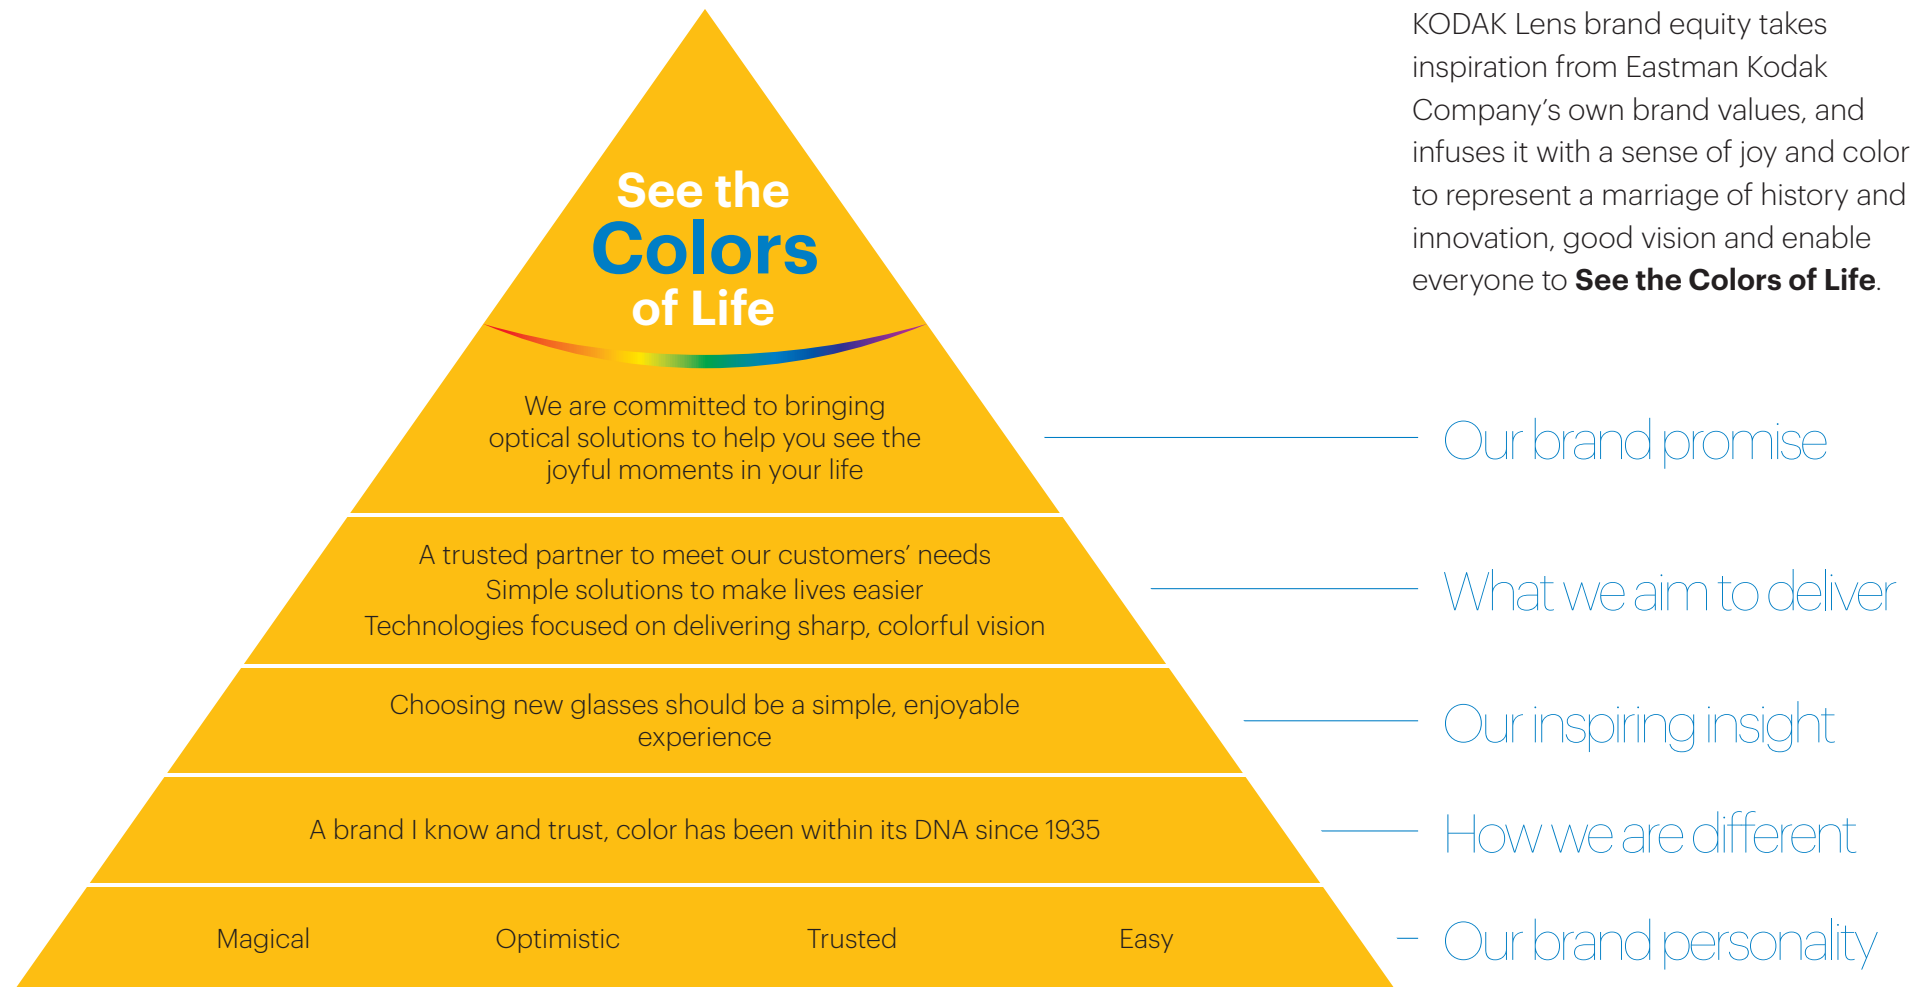 KODAK Lens brand equity takes
inspiration from Eastman Kodak
Company’s own brand values, and
infuses it with a sense of joy and color
to represent a marriage of history and
innovation, good vision and enable
everyone to See the Colors of Life.
See the
Colors
of Life
We are committed to bringing
optical solutions to help you see the
joyful moments in your life
Our brand promise
A trusted partner to meet our customers’ needs
Simple solutions to make lives easier
Technologies focused on delivering sharp, colorful vision
What we aim to deliver
Choosing new glasses should be a simple, enjoyable
experience
Our inspiring insight
A brand I know and trust, color has been within its DNA since 1935
How we are different
Magical Optimistic Trusted Easy
Our brand personality